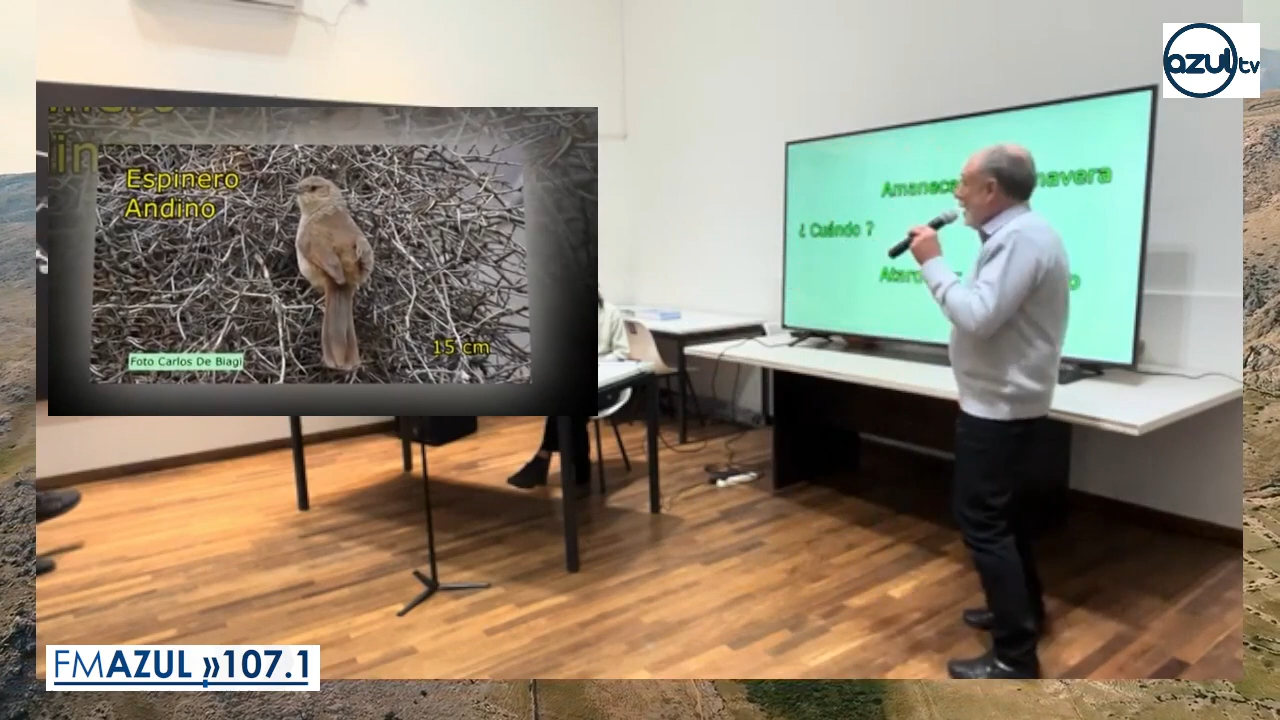 azul tv
Espinero
Andino
Foto Carlos De Biagi
15 cm
¿ Cuándo ?
FMAZUL »107.1